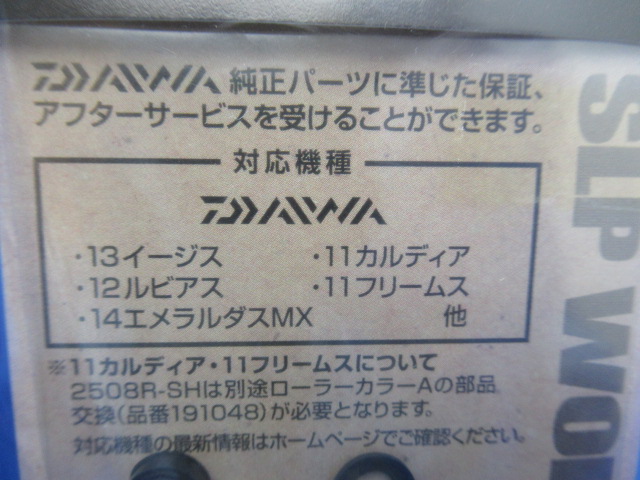 DAIWA 純正パーツに準じた保証、
アフターサービスを受けることができます。
対応機種
DAIWA
・13イージス ・11カルディア
・12ルビアス ・11フリームス
・14エメラルダスMX 他
※11カルディア・11フリームスについて
2508R-SHは別途ローラーカラーAの部品
交換(品番191048)が必要となります。
対応機種の最新情報はホームページでご確認ください。
SLP WO